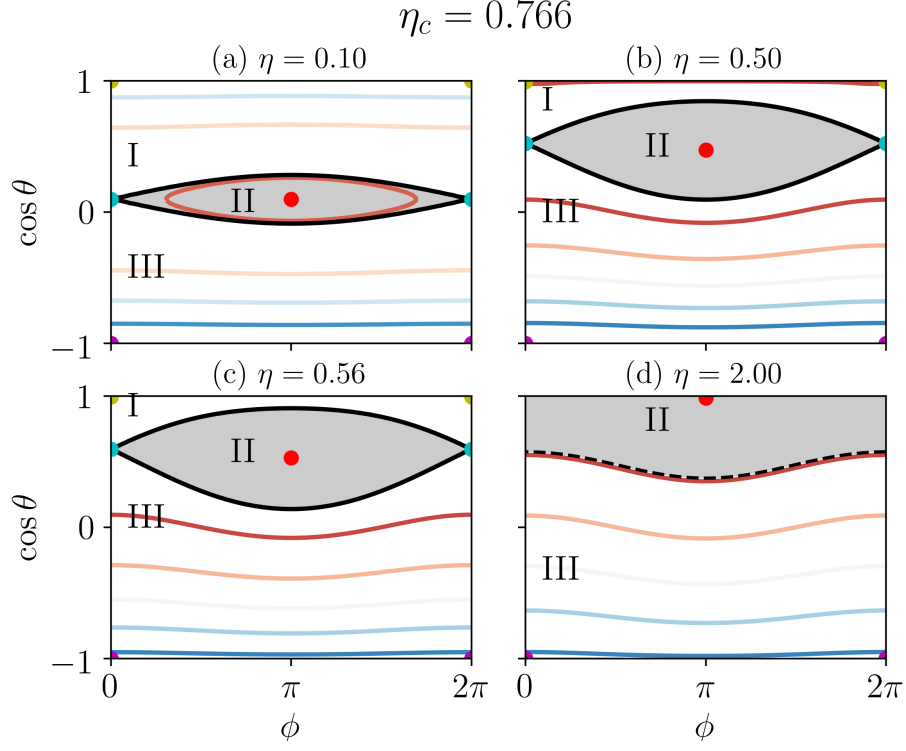 η_c = 0.766
(a) η = 0.10
(b) η = 0.50
1
I
II
0
III
−1
cos θ
π
I
II
III
(c) η = 0.56
(d) η = 2.00
1
I
II
III
0
−1
cos θ
0
π
2π
ϕ
II
III
0
π
2π
ϕ